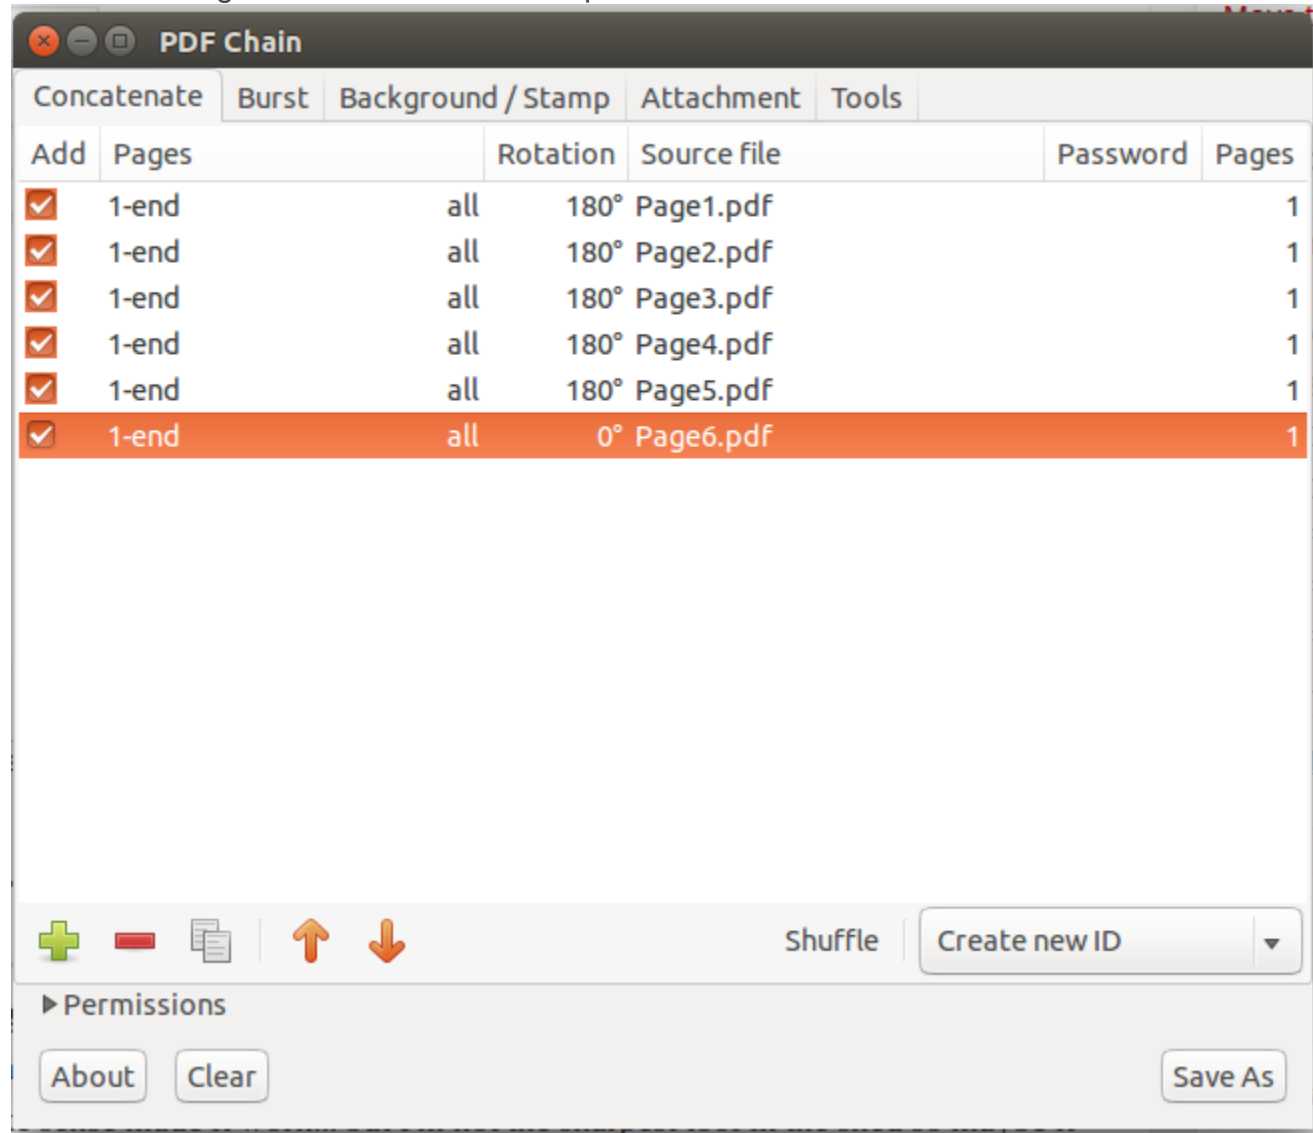 PDF Chain
Concatenate Burst Background / Stamp Attachment Tools
Add Pages Rotation Source file Password Pages
1-end all 180° Page1.pdf 1
1-end all 180° Page2.pdf 1
1-end all 180° Page3.pdf 1
1-end all 180° Page4.pdf 1
1-end all 180° Page5.pdf 1
1-end all 0° Page6.pdf 1
Shuffle Create new ID
Permissions
About Clear Save As